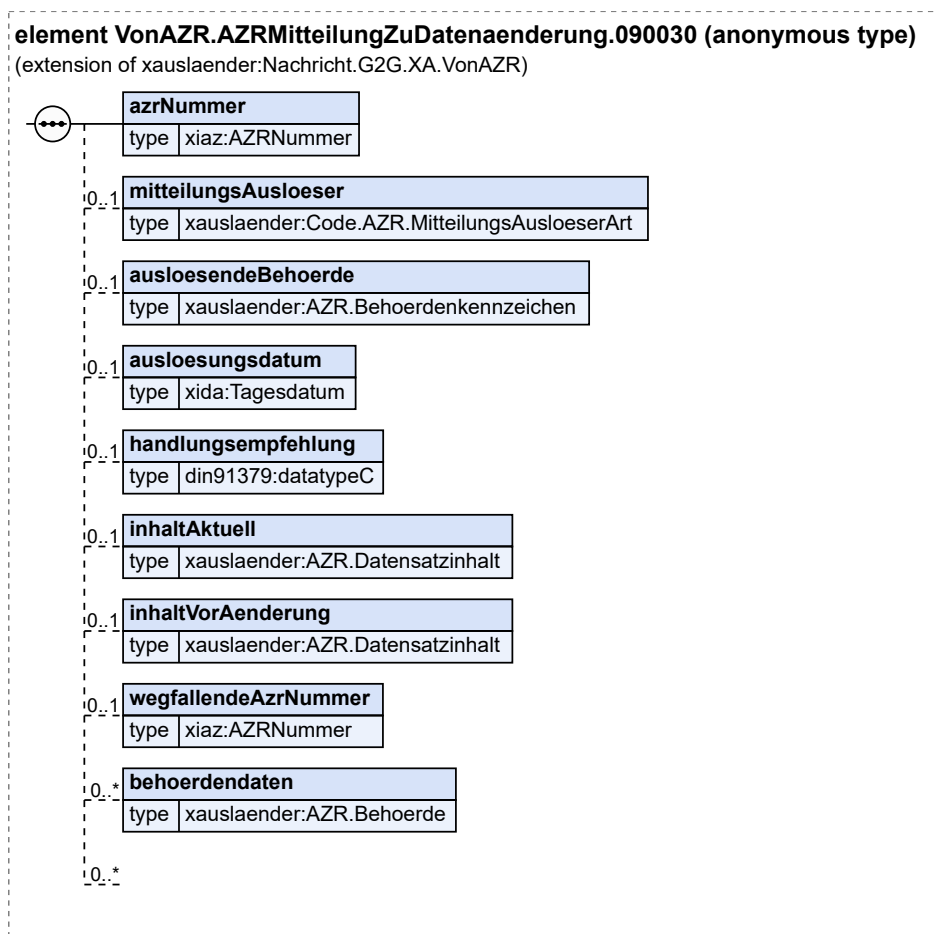 element VonAZR.AZRMitteilungZuDatenaenderung.090030 (anonymous type)
(extension of xauslaender:Nachricht.G2G.XA.VonAZR)
azrNummer
type xiaz:AZRNummer
0..1 mitteilungsAusloeser
type xauslaender:Code.AZR.MitteilungsAusloeserArt
0..1 ausloesendeBehoerde
type xauslaender:AZR.Behoerdenkennzeichen
0..1 ausloesungsdatum
type xida:Tagesdatum
0..1 handlungsempfehlung
type din91379:datatypeC
0..1 inhaltAktuell
type xauslaender:AZR.Datensatzinhalt
0..1 inhaltVorAenderung
type xauslaender:AZR.Datensatzinhalt
0..1 wegfallendeAzrNummer
type xiaz:AZRNummer
0..* behoerdendaten
type xauslaender:AZR.Behoerde
0..*